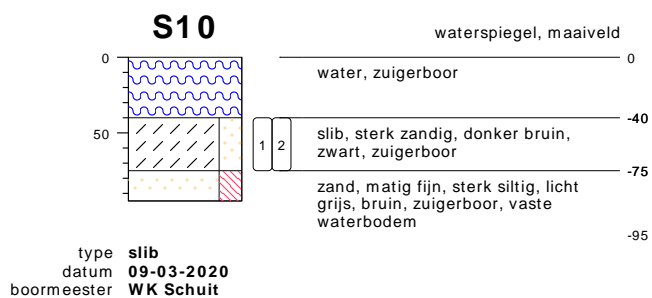 S10
waterspiegel, maaiveld
0
0
water, zuigerboor
-40
50
1 2
slib, sterk zandig, donker bruin,
zwart, zuigerboor
-75
zand, matig fijn, sterk siltig, licht
grijs, bruin, zuigerboor, vaste
waterbodem
-95
type slib
datum 09-03-2020
boormeester WK Schuit